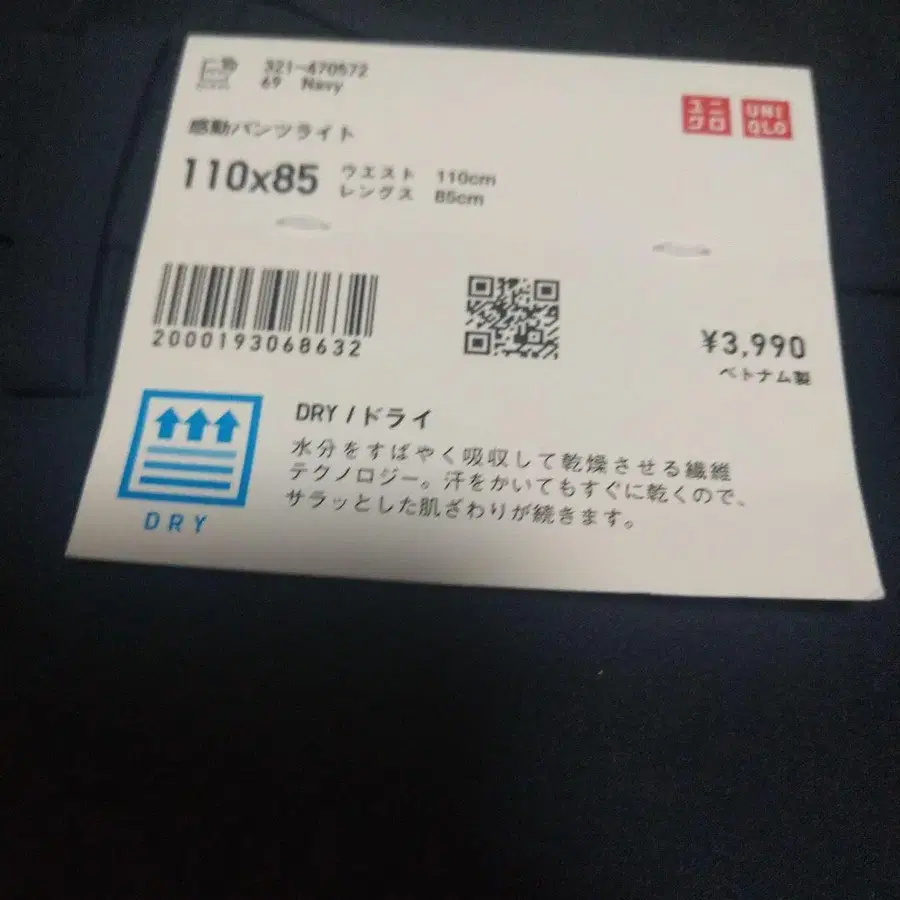 321-470572
69 Navy
ユニクロ
UNIQLO
感動パンツライト
110x85
ウエスト 110cm
レングス 85cm
2000193068632
¥3,990
ベトナム製
DRY / ドライ
水分をすばやく吸収して乾燥させる繊維
テクノロジー。汗をかいてもすぐに乾くので、
サラッとした肌ざわりが続きます。
DRY